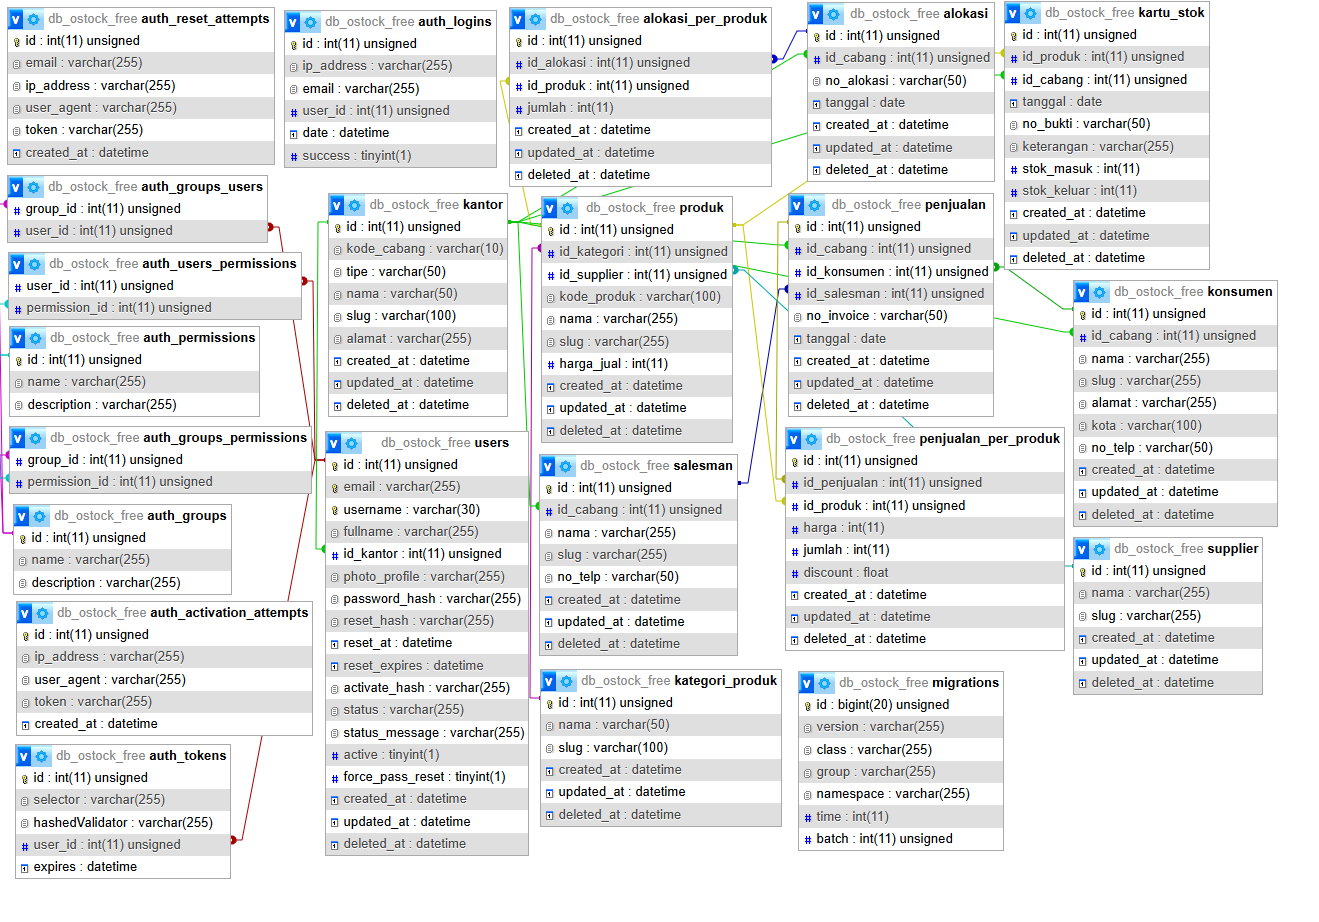 db_ostock_free auth_reset_attempts
id : int(11) unsigned
email : varchar(255)
ip_address : varchar(255)
user_agent : varchar(255)
token : varchar(255)
created_at : datetime
db_ostock_free auth_logins
id : int(11) unsigned
ip_address : varchar(255)
email : varchar(255)
user_id : int(11) unsigned
date : datetime
success : tinyint(1)
db_ostock_free alokasi_per_produk
id : int(11) unsigned
id_alokasi : int(11) unsigned
id_produk : int(11) unsigned
jumlah : int(11)
created_at : datetime
updated_at : datetime
deleted_at : datetime
db_ostock_free alokasi
id : int(11) unsigned
id_cabang : int(11) unsigned
no_alokasi : varchar(50)
tanggal : date
created_at : datetime
updated_at : datetime
deleted_at : datetime
db_ostock_free kartu_stok
id : int(11) unsigned
id_produk : int(11) unsigned
id_cabang : int(11) unsigned
tanggal : date
no_bukti : varchar(50)
keterangan : varchar(255)
stok_masuk : int(11)
stok_keluar : int(11)
created_at : datetime
updated_at : datetime
deleted_at : datetime
db_ostock_free auth_groups_users
group_id : int(11) unsigned
user_id : int(11) unsigned
db_ostock_free auth_users_permissions
user_id : int(11) unsigned
permission_id : int(11) unsigned
db_ostock_free auth_permissions
id : int(11) unsigned
name : varchar(255)
description : varchar(255)
db_ostock_free auth_groups_permissions
group_id : int(11) unsigned
permission_id : int(11) unsigned
db_ostock_free auth_groups
id : int(11) unsigned
name : varchar(255)
description : varchar(255)
db_ostock_free auth_activation_attempts
id : int(11) unsigned
ip_address : varchar(255)
user_agent : varchar(255)
token : varchar(255)
created_at : datetime
db_ostock_free auth_tokens
id : int(11) unsigned
selector : varchar(255)
hashedValidator : varchar(255)
user_id : int(11) unsigned
expires : datetime
db_ostock_free kantor
id : int(11) unsigned
kode_cabang : varchar(10)
tipe : varchar(50)
nama : varchar(50)
slug : varchar(100)
alamat : varchar(255)
created_at : datetime
updated_at : datetime
deleted_at : datetime
db_ostock_free users
id : int(11) unsigned
email : varchar(255)
username : varchar(30)
fullname : varchar(255)
id_kantor : int(11) unsigned
photo_profile : varchar(255)
password_hash : varchar(255)
reset_hash : varchar(255)
reset_at : datetime
reset_expires : datetime
activate_hash : varchar(255)
status : varchar(255)
status_message : varchar(255)
active : tinyint(1)
force_pass_reset : tinyint(1)
created_at : datetime
updated_at : datetime
deleted_at : datetime
db_ostock_free produk
id : int(11) unsigned
id_kategori : int(11) unsigned
id_supplier : int(11) unsigned
kode_produk : varchar(100)
nama : varchar(255)
slug : varchar(255)
harga_jual : int(11)
created_at : datetime
updated_at : datetime
deleted_at : datetime
db_ostock_free salesman
id : int(11) unsigned
id_cabang : int(11) unsigned
nama : varchar(255)
slug : varchar(255)
no_telp : varchar(50)
created_at : datetime
updated_at : datetime
deleted_at : datetime
db_ostock_free kategori_produk
id : int(11) unsigned
nama : varchar(50)
slug : varchar(100)
created_at : datetime
updated_at : datetime
deleted_at : datetime
db_ostock_free penjualan
id : int(11) unsigned
id_cabang : int(11) unsigned
id_konsumen : int(11) unsigned
id_salesman : int(11) unsigned
no_invoice : varchar(50)
tanggal : date
created_at : datetime
updated_at : datetime
deleted_at : datetime
db_ostock_free penjualan_per_produk
id : int(11) unsigned
id_penjualan : int(11) unsigned
id_produk : int(11) unsigned
harga : int(11)
jumlah : int(11)
discount : float
created_at : datetime
updated_at : datetime
deleted_at : datetime
db_ostock_free migrations
id : bigint(20) unsigned
version : varchar(255)
class : varchar(255)
group : varchar(255)
namespace : varchar(255)
time : int(11)
batch : int(11) unsigned
db_ostock_free konsumen
id : int(11) unsigned
id_cabang : int(11) unsigned
nama : varchar(255)
slug : varchar(255)
alamat : varchar(255)
kota : varchar(100)
no_telp : varchar(50)
created_at : datetime
updated_at : datetime
deleted_at : datetime
db_ostock_free supplier
id : int(11) unsigned
nama : varchar(255)
slug : varchar(255)
created_at : datetime
updated_at : datetime
deleted_at : datetime